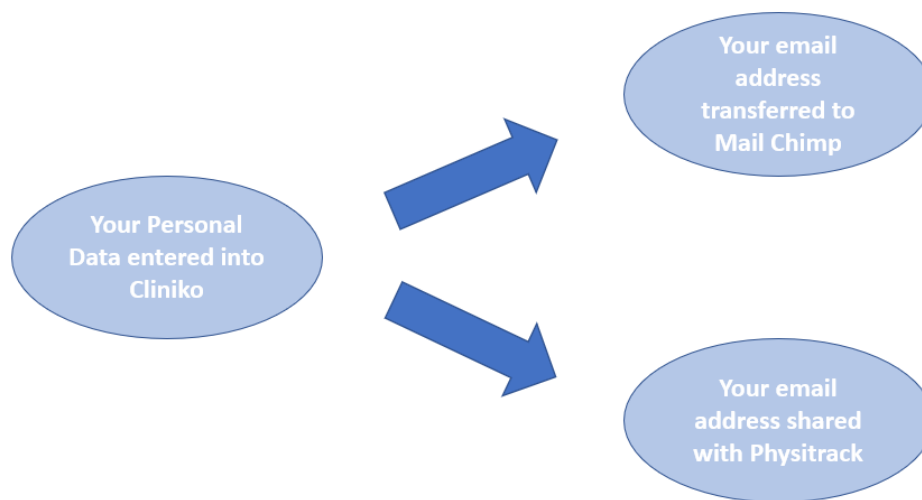 Your email
address
transferred to
Mail Chimp
Your Personal
Data entered into
Cliniko
Your email
address shared
with Physitrack